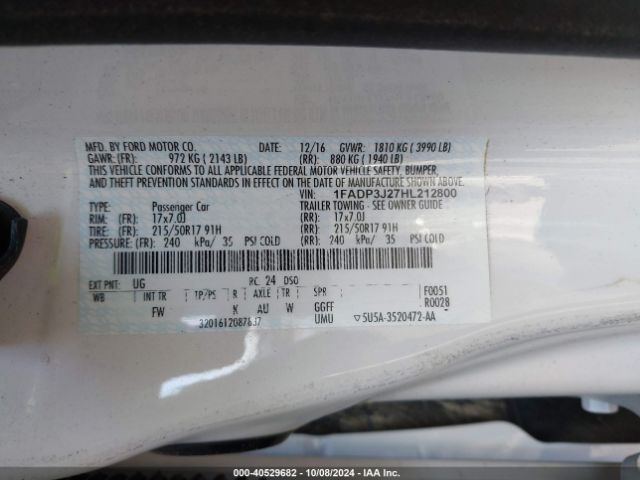 MFD. BY FORD MOTOR CO. DATE: 12/16 GVWR: 1810 KG ( 3990 LB)
GAWR: (FR): 972 KG ( 2143 LB) (RR): 880 KG ( 1940 LB)
THIS VEHICLE CONFORMS TO ALL APPLICABLE FEDERAL MOTOR VEHICLE SAFETY, BUMPER,
AND THEFT PREVENTION STANDARDS IN EFFECT ON THE DATE OF MANUFACTURE SHOWN ABOVE.
VIN: 1FADP3J27HL212800
TYPE: Passenger Car TRAILER TOWING - SEE OWNER GUIDE
RIM: (FR): 17x7.0J (RR): 17x7.0J
TIRE: (FR): 215/50R17 91H (RR): 215/50R17 91H
PRESSURE: (FR): 240 kPa/ 35 PSI COLD (RR): 240 kPa/ 35 PSI COLD
EXT PNT: UG RC: 24 DSO
WB INT TR TP/PS R AXLE TR SPR F0051
R0028
FW K AU W GGFF
3201612087637 UMU ▽5U5A-3520472-AA
000-40529682 - 10/08/2024 - IAA Inc.